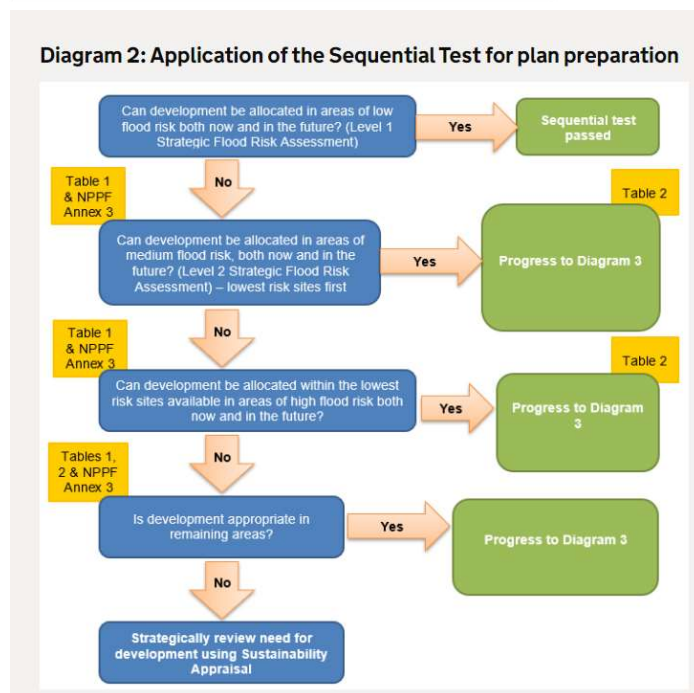 Diagram 2: Application of the Sequential Test for plan preparation
Can development be allocated in areas of low
flood risk both now and in the future? (Level 1
Strategic Flood Risk Assessment)
Yes
Sequential test
passed
Table 1
& NPPF
Annex 3
No
Table 2
Can development be allocated in areas of
medium flood risk, both now and in the
future? (Level 2 Strategic Flood Risk
Assessment) – lowest risk sites first
Yes
Progress to Diagram 3
Table 1
& NPPF
Annex 3
No
Table 2
Can development be allocated within the lowest
risk sites available in areas of high flood risk both
now and in the future?
Yes
Progress to Diagram
3
Tables 1,
2 & NPPF
Annex 3
No
Is development appropriate in
remaining areas?
Yes
Progress to Diagram 3
No
Strategically review need for
development using Sustainability
Appraisal